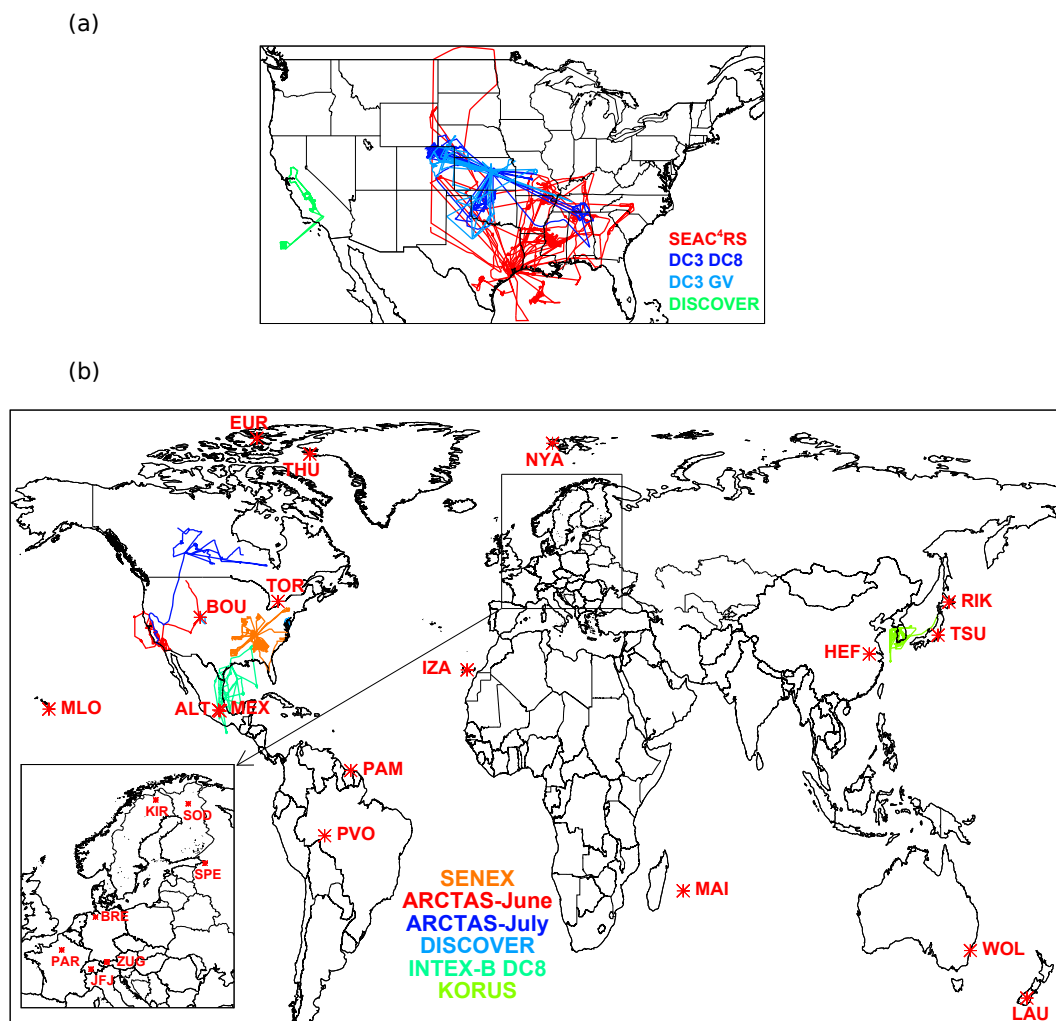 (a)
SEAC⁴RS
DC3 DC8
DC3 GV
DISCOVER
(b)
EUR
THU
NYA
TOR
BOU
RIK
TSU
HEF
IZA
MLO
ALT
MEX
PAM
PVO
MAI
WOL
LAU
KIR
SOD
SPE
BRE
PAR
ZUG
JFJ
SENEX
ARCTAS-June
ARCTAS-July
DISCOVER
INTEX-B DC8
KORUS